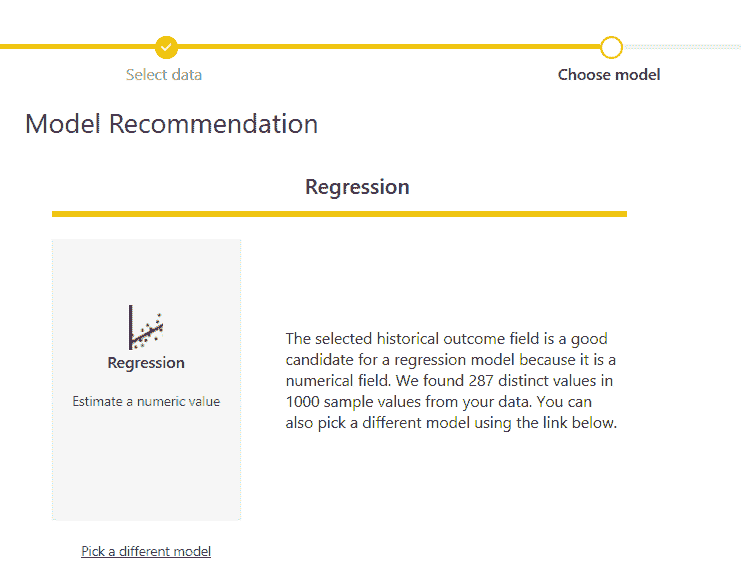 Select data
Choose model
Model Recommendation
Regression
Regression
Estimate a numeric value
The selected historical outcome field is a good
candidate for a regression model because it is a
numerical field. We found 287 distinct values in
1000 sample values from your data. You can
also pick a different model using the link below.
Pick a different model